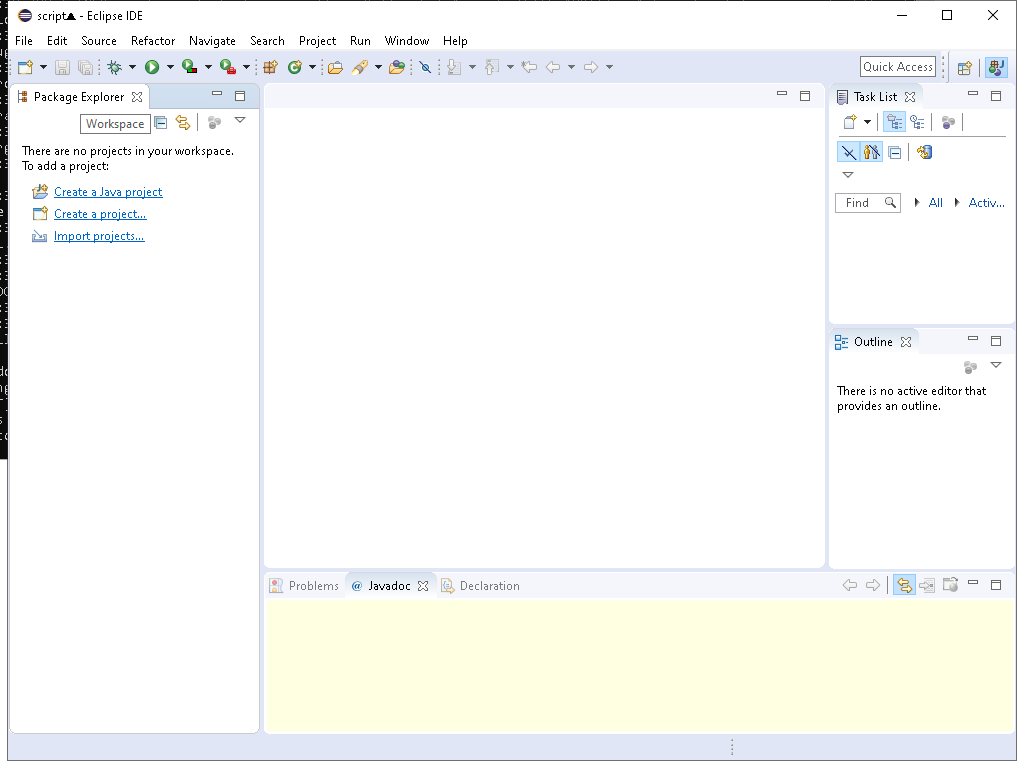 script▲ - Eclipse IDE
File Edit Source Refactor Navigate Search Project Run Window Help
Quick Access
Package Explorer
Workspace
There are no projects in your workspace.
To add a project:
Create a Java project
Create a project...
Import projects...
Task List
Find
All
Activ...
Outline
There is no active editor that
provides an outline.
Problems
@ Javadoc
Declaration